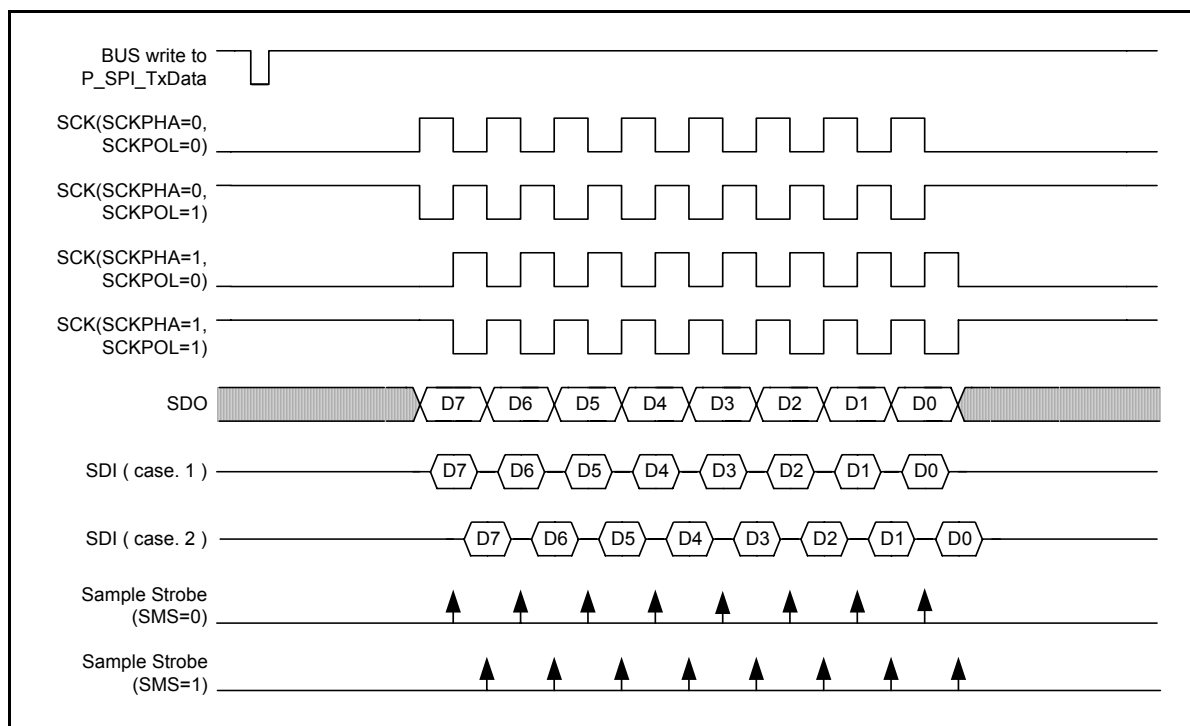 BUS write to
P_SPI_TxData
SCK(SCKPHA=0,
SCKPOL=0)
SCK(SCKPHA=0,
SCKPOL=1)
SCK(SCKPHA=1,
SCKPOL=0)
SCK(SCKPHA=1,
SCKPOL=1)
SDO D7 D6 D5 D4 D3 D2 D1 D0
SDI ( case. 1 ) D7 D6 D5 D4 D3 D2 D1 D0
SDI ( case. 2 ) D7 D6 D5 D4 D3 D2 D1 D0
Sample Strobe
(SMS=0)
Sample Strobe
(SMS=1)